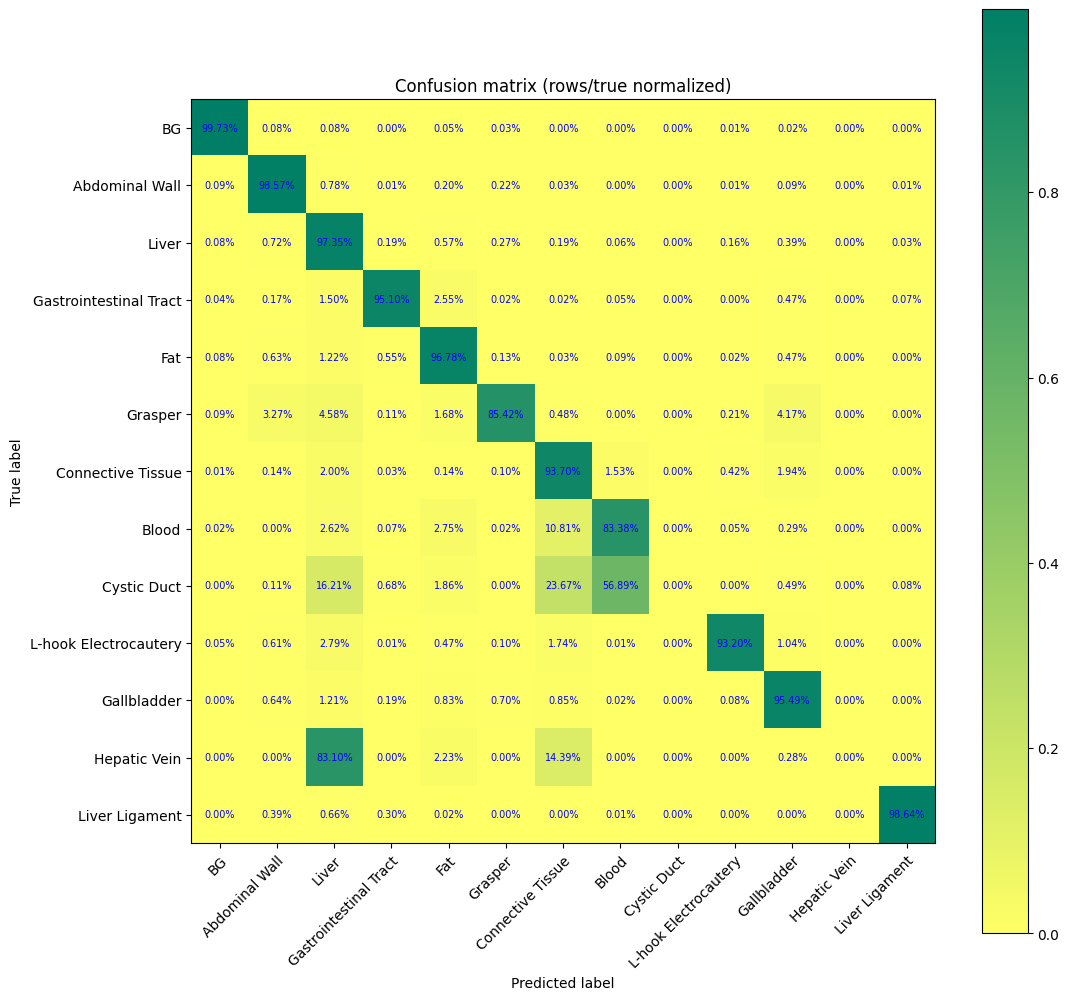 Confusion matrix (rows/true normalized)
BG 99.73% 0.08% 0.08% 0.00% 0.05% 0.03% 0.00% 0.00% 0.00% 0.01% 0.02% 0.00% 0.00%
Abdominal Wall 0.09% 98.57% 0.78% 0.01% 0.20% 0.22% 0.03% 0.00% 0.00% 0.01% 0.09% 0.00% 0.01%
0.8
Liver 0.08% 0.72% 97.35% 0.19% 0.57% 0.27% 0.19% 0.06% 0.00% 0.16% 0.39% 0.00% 0.03%
Gastrointestinal Tract 0.04% 0.17% 1.50% 95.10% 2.55% 0.02% 0.02% 0.05% 0.00% 0.00% 0.47% 0.00% 0.07%
Fat 0.08% 0.63% 1.22% 0.55% 96.78% 0.13% 0.03% 0.09% 0.00% 0.02% 0.47% 0.00% 0.00%
0.6
Grasper 0.09% 3.27% 4.58% 0.11% 1.68% 85.42% 0.48% 0.00% 0.00% 0.21% 4.17% 0.00% 0.00%
True label
Connective Tissue 0.01% 0.14% 2.00% 0.03% 0.14% 0.10% 93.70% 1.53% 0.00% 0.42% 1.94% 0.00% 0.00%
Blood 0.02% 0.00% 2.62% 0.07% 2.75% 0.02% 10.81% 83.38% 0.00% 0.05% 0.29% 0.00% 0.00%
0.4
Cystic Duct 0.00% 0.11% 16.21% 0.68% 1.86% 0.00% 23.67% 56.89% 0.00% 0.00% 0.49% 0.00% 0.08%
L-hook Electrocautery 0.05% 0.61% 2.79% 0.01% 0.47% 0.10% 1.74% 0.01% 0.00% 93.20% 1.04% 0.00% 0.00%
Gallbladder 0.00% 0.64% 1.21% 0.19% 0.83% 0.70% 0.85% 0.02% 0.00% 0.08% 95.49% 0.00% 0.00%
0.2
Hepatic Vein 0.00% 0.00% 83.10% 0.00% 2.23% 0.00% 14.39% 0.00% 0.00% 0.00% 0.28% 0.00% 0.00%
Liver Ligament 0.00% 0.39% 0.66% 0.30% 0.02% 0.00% 0.00% 0.01% 0.00% 0.00% 0.00% 0.00% 98.64%
0.0
BG
Abdominal Wall
Liver
Gastrointestinal Tract
Fat
Grasper
Connective Tissue
Blood
Cystic Duct
L-hook Electrocautery
Gallbladder
Hepatic Vein
Liver Ligament
Predicted label